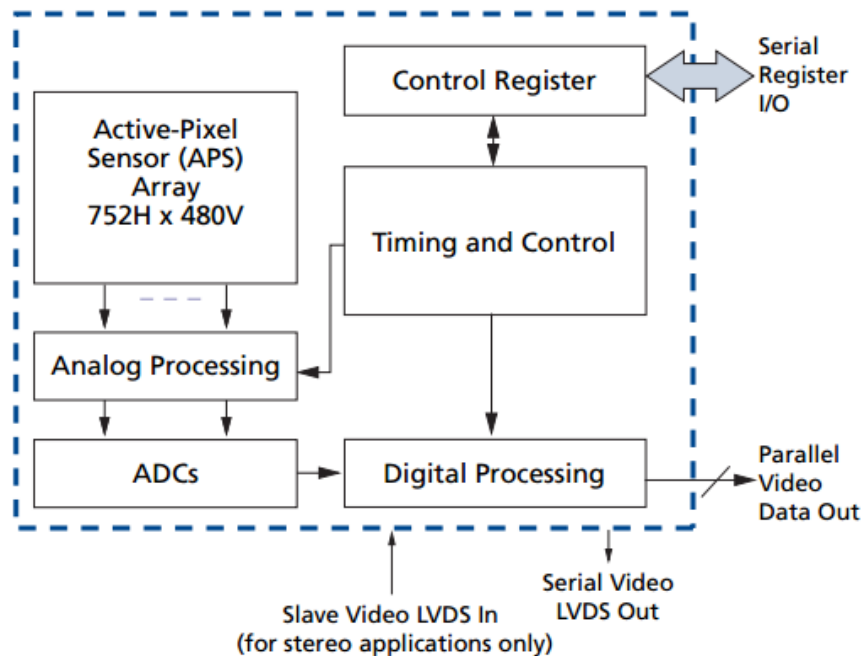 Control Register
Serial
Register
I/O
Active-Pixel
Sensor (APS)
Array
752H x 480V
Timing and Control
Analog Processing
ADCs
Digital Processing
Parallel
Video
Data Out
Slave Video LVDS In
(for stereo applications only)
Serial Video
LVDS Out